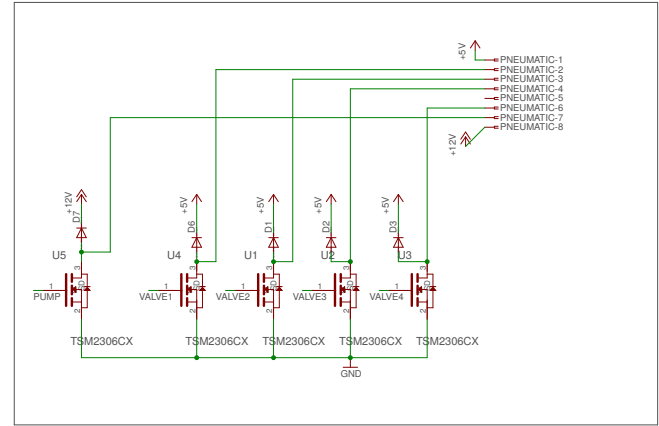 +5V
PNEUMATIC-1
PNEUMATIC-2
PNEUMATIC-3
PNEUMATIC-4
PNEUMATIC-5
PNEUMATIC-6
PNEUMATIC-7
PNEUMATIC-8
+12V
+12V
+5V
+5V
+5V
+5V
D7
D6
D1
D2
D3
U5
U4
U1
U2
U3
3
3
3
3
3
PUMP
1
VALVE1
1
VALVE2
1
VALVE3
1
VALVE4
1
2
2
2
2
2
TSM2306CX
TSM2306CX
TSM2306CX
TSM2306CX
TSM2306CX
GND